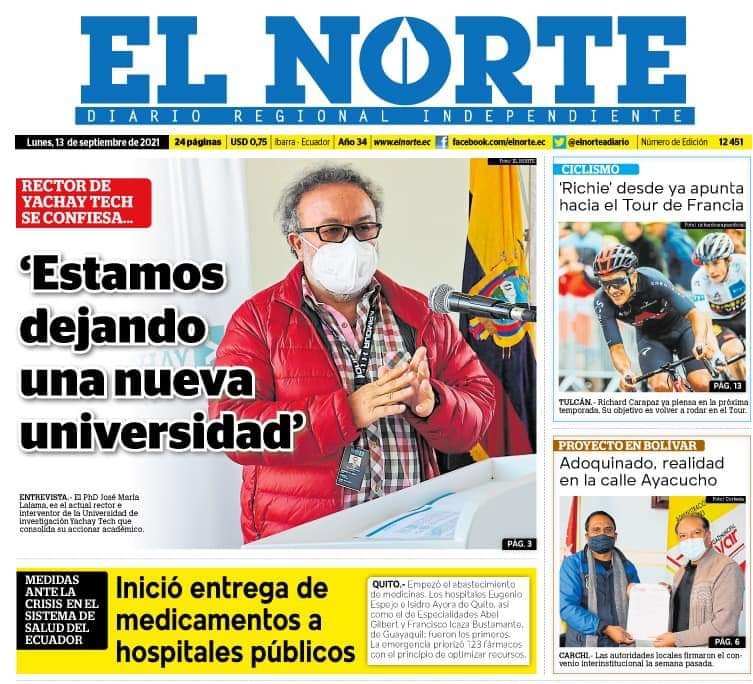 EL NORTE
DIARIO REGIONAL INDEPENDIENTE
Lunes, 13 de septiembre de 2021
24 páginas
USD 0,75
Ibarra - Ecuador
Año 34
www.elnorte.ec
facebook.com/elnorte.ec
@elnorteadiario
Número de Edición
12 451
Foto: EL NORTE
RECTOR DE
YACHAY TECH
SE CONFIESA...
'Estamos
dejando
una nueva
universidad'
ENTREVISTA.- El PhD José María
Lalama, es el actual rector e
interventor de la Universidad de
investigación Yachay Tech que
consolida su accionar académico.
PÁG. 3
CICLISMO
'Richie' desde ya apunta
hacia el Tour de Francia
PÁG. 13
TULCÁN.- Richard Carapaz ya piensa en la próxima
temporada. Su objetivo es volver a rodar en el Tour.
PROYECTO EN BOLÍVAR
Adoquinado, realidad
en la calle Ayacucho
Foto: Cortesía
PÁG. 6
CARCHI.- Las autoridades locales firmaron el con-
venio interinstitucional la semana pasada.
MEDIDAS
ANTE LA
CRISIS EN EL
SISTEMA DE
SALUD DEL
ECUADOR
Inició entrega de
medicamentos a
hospitales públicos
QUITO.- Empezó el abastecimiento
de medicinas. Los hospitales Eugenio
Espejo e Isidro Ayora de Quito, así
como el de Especialidades Abel
Gilbert y Francisco Icaza Bustamante,
de Guayaquil: fueron los primeros.
La emergencia priorizó 123 fármacos
con el principio de optimizar recursos.